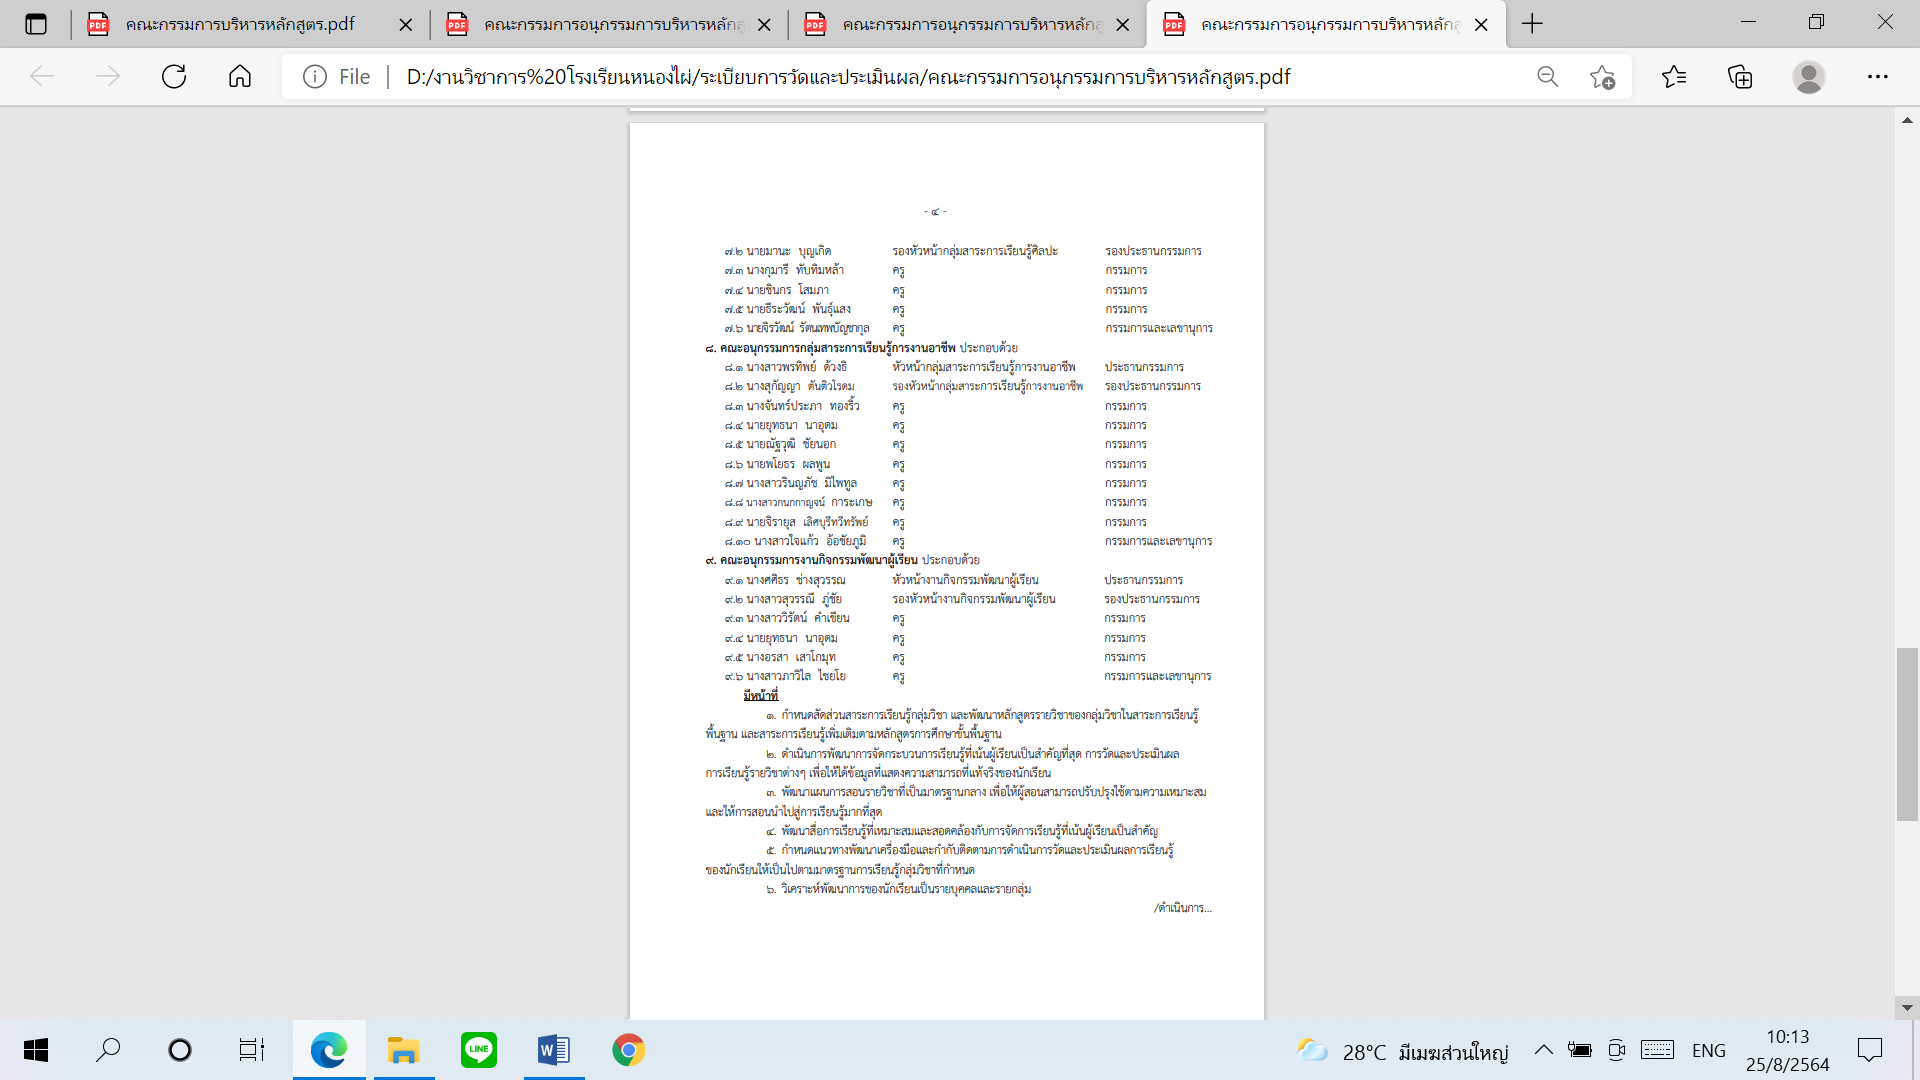 คณะกรรมการบริหารหลักสูตร.pdf
คณะกรรมการอนุกรรมการบริหารหลักสู
คณะกรรมการอนุกรรมการบริหารหลักสู
คณะกรรมการอนุกรรมการบริหารหลักส
File D:/งานวิชาการ%20โรงเรียนหนองไผ่/ระเบียบการวัดและประเมินผล/คณะกรรมการอนุกรรมการบริหารหลักสูตร.pdf
- ๔ -
๗.๒ นายมานะ บุญเกิด รองหัวหน้ากลุ่มสาระการเรียนรู้ศิลปะ รองประธานกรรมการ
๗.๓ นางกุมารี ทับทิมหล้า ครู กรรมการ
๗.๔ นายชินกร โสมภา ครู กรรมการ
๗.๕ นายธีระวัฒน์ พันธุ์แสง ครู กรรมการ
๗.๖ นายจิรวัฒน์ รัตนเทพบัญชากุล ครู กรรมการและเลขานุการ
๘. คณะอนุกรรมการกลุ่มสาระการเรียนรู้การงานอาชีพ ประกอบด้วย
๘.๑ นางสาวพรทิพย์ ด้วงธิ หัวหน้ากลุ่มสาระการเรียนรู้การงานอาชีพ ประธานกรรมการ
๘.๒ นางสุกัญญา ตันติวโรดม รองหัวหน้ากลุ่มสาระการเรียนรู้การงานอาชีพ รองประธานกรรมการ
๘.๓ นางจันทร์ประภา ทองริ้ว ครู กรรมการ
๘.๔ นายยุทธนา นาอุดม ครู กรรมการ
๘.๕ นายณัฐวุฒิ ชัยนอก ครู กรรมการ
๘.๖ นายพโยธร ผลพูน ครู กรรมการ
๘.๗ นางสาวรินญภัช มีไพฑูล ครู กรรมการ
๘.๘ นางสาวกนกกาญจน์ การะเกษ ครู กรรมการ
๘.๙ นายจิรายุส เลิศบุรีทวีทรัพย์ ครู กรรมการ
๘.๑๐ นางสาวใจแก้ว อ้อชัยภูมิ ครู กรรมการและเลขานุการ
๙. คณะอนุกรรมการงานกิจกรรมพัฒนาผู้เรียน ประกอบด้วย
๙.๑ นางศศิธร ช่างสุวรรณ หัวหน้างานกิจกรรมพัฒนาผู้เรียน ประธานกรรมการ
๙.๒ นางสาวสุวรรณี ภู่ชัย รองหัวหน้างานกิจกรรมพัฒนาผู้เรียน รองประธานกรรมการ
๙.๓ นางสาววิรัตน์ คำเขียน ครู กรรมการ
๙.๔ นายยุทธนา นาอุดม ครู กรรมการ
๙.๕ นางอรสา เสาโกมุท ครู กรรมการ
๙.๖ นางสาวภาวิไล ไชยโย ครู กรรมการและเลขานุการ
มีหน้าที่
๑. กำหนดสัดส่วนสาระการเรียนรู้กลุ่มวิชา และพัฒนาหลักสูตรรายวิชาของกลุ่มวิชาในสาระการเรียนรู้
พื้นฐาน และสาระการเรียนรู้เพิ่มเติมตามหลักสูตรการศึกษาขั้นพื้นฐาน
๒. ดำเนินการพัฒนาการจัดกระบวนการเรียนรู้ที่เน้นผู้เรียนเป็นสำคัญที่สุด การวัดและประเมินผล
การเรียนรู้รายวิชาต่างๆ เพื่อให้ได้ข้อมูลที่แสดงความสามารถที่แท้จริงของนักเรียน
๓. พัฒนาแผนการสอนรายวิชาที่เป็นมาตรฐานกลาง เพื่อให้ผู้สอนสามารถปรับปรุงใช้ตามความเหมาะสม
และให้การสอนนำไปสู่การเรียนรู้มากที่สุด
๔. พัฒนาสื่อการเรียนรู้ที่เหมาะสมและสอดคล้องกับการจัดการเรียนรู้ที่เน้นผู้เรียนเป็นสำคัญ
๕. กำหนดแนวทางพัฒนาเครื่องมือและกำกับติดตามการดำเนินการวัดและประเมินผลการเรียนรู้
ของนักเรียนให้เป็นไปตามมาตรฐานการเรียนรู้กลุ่มวิชาที่กำหนด
๖. วิเคราะห์พัฒนาการของนักเรียนเป็นรายบุคคลและรายกลุ่ม
/ดำเนินการ...
28°C มีเมฆส่วนใหญ่ ENG 10:13
25/8/2564